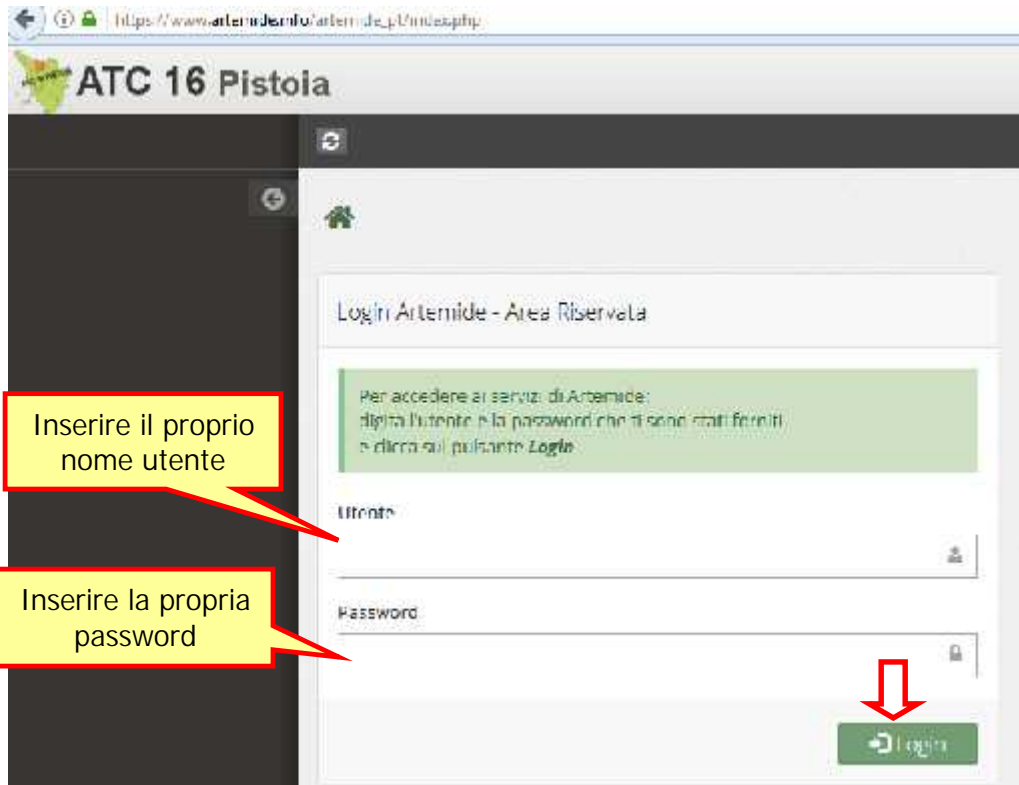 https://www.artemide.info/artemide_pt/index.php
ATC 16 Pistoia
Login Artemide - Area Riservata
Per accedere ai servizi di Artemide:
digita l'utente e la password che ti sono stati forniti
e clicca sul pulsante Login
Inserire il proprio
nome utente
Utente
Inserire la propria
password
Password
Login